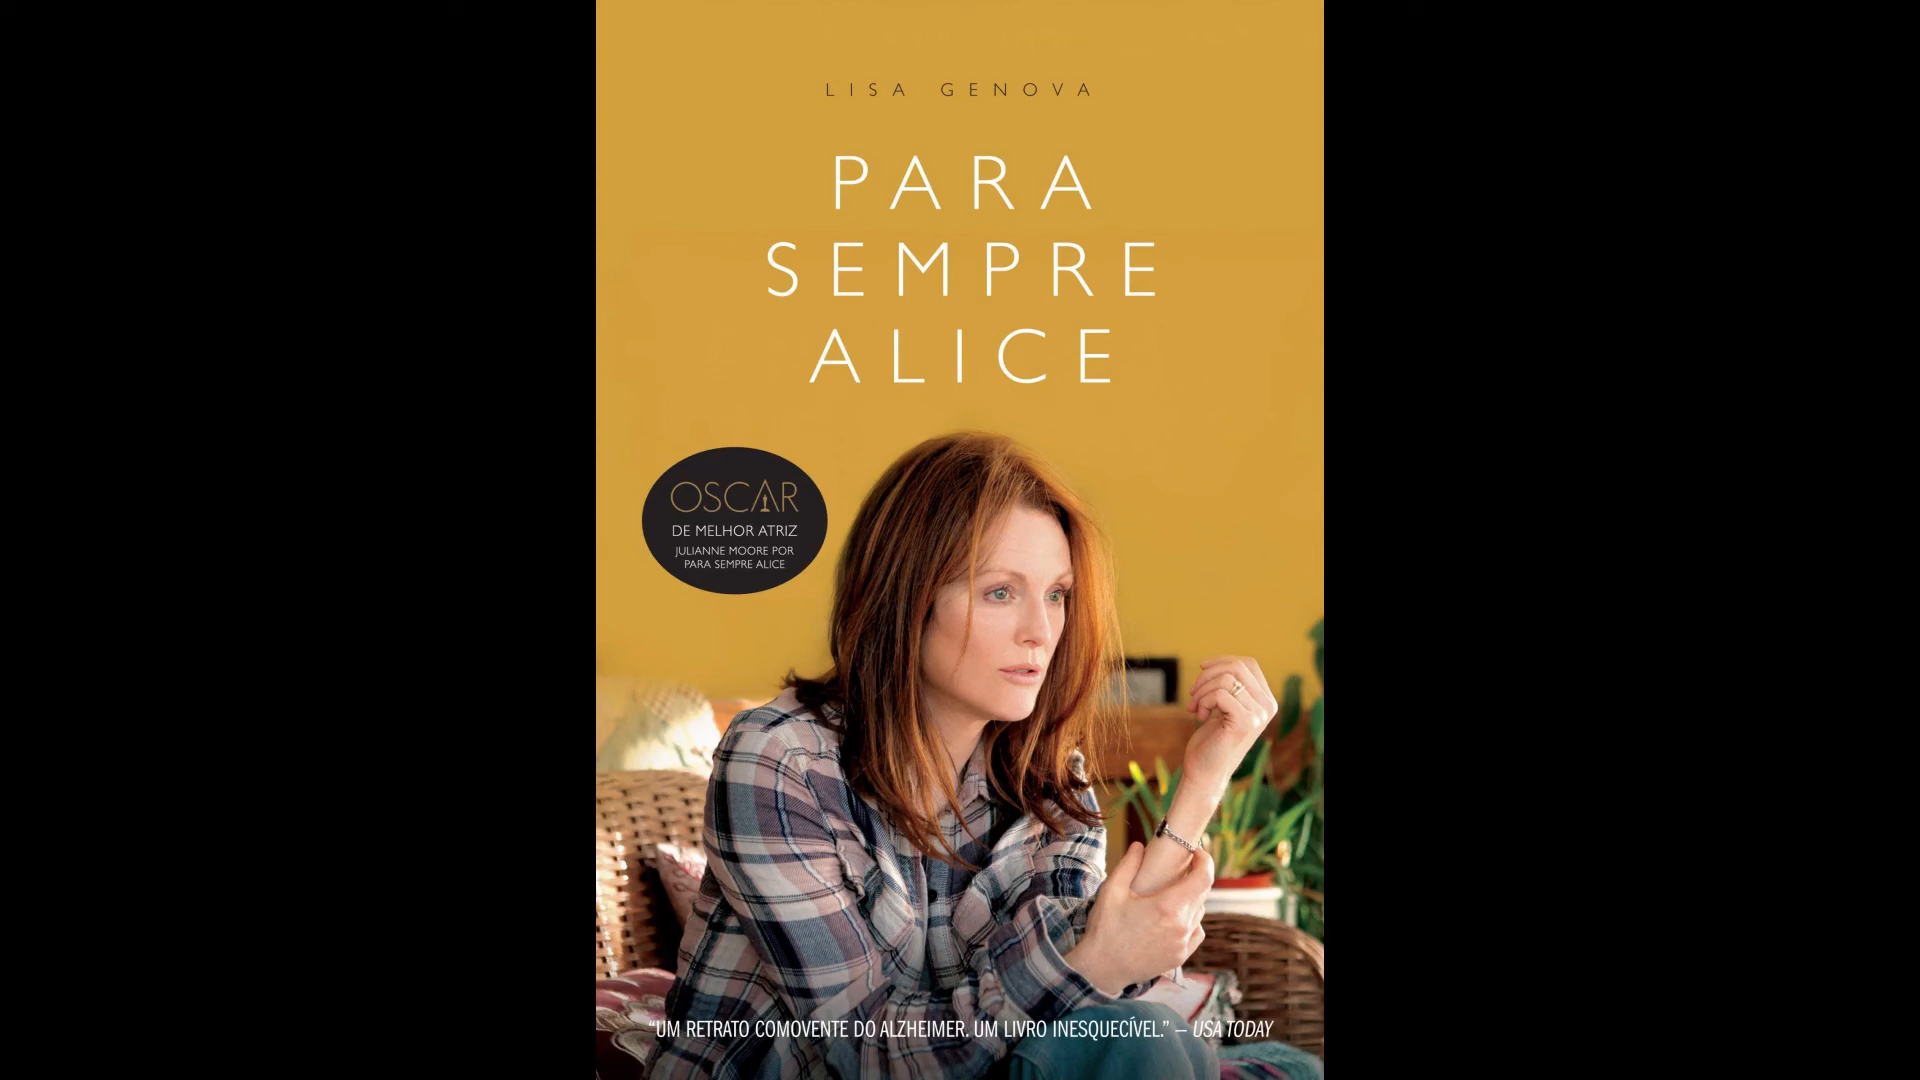 LISA GENOVA
PARA
SEMPRE
ALICE
OSCAR
DE MELHOR ATRIZ
JULIANNE MOORE POR
PARA SEMPRE ALICE
“UM RETRATO COMOVENTE DO ALZHEIMER. UM LIVRO INESQUECÍVEL.” – USA TODAY